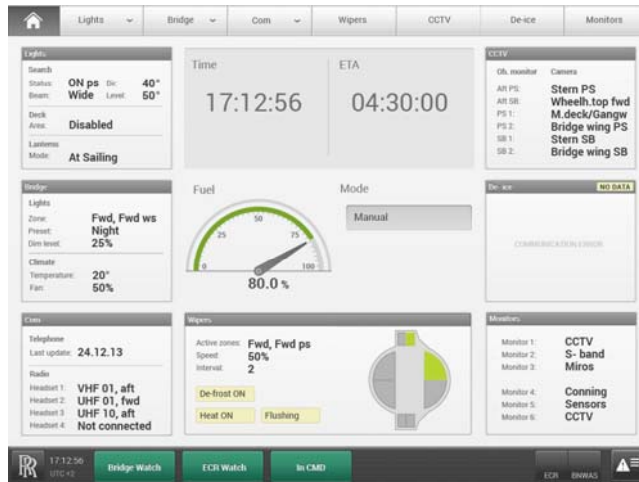 Lights
Bridge
Com
Wipers
CCTV
De-ice
Monitors
Lights
Search
Status: ON ps Dir: 40°
Beam: Wide Level: 50°
Deck
Area: Disabled
Lanterns
Mode: At Sailing
Time
17:12:56
ETA
04:30:00
CCTV
Ob. monitor Camera
Aft PS: Stern PS
Aft SB: Wheelh.top fwd
PS 1: M.deck/Gangw
PS 2: Bridge wing PS
SB 1: Stern SB
SB 2: Bridge wing SB
Bridge
Lights
Zone: Fwd, Fwd ws
Preset: Night
Dim level: 25%
Climate
Temperature: 20°
Fan: 50%
Fuel
0 25 50 75 100
80.0 %
Mode
Manual
De- ice NO DATA
COMMUNICATION ERROR
Coms
Telephone
Last update: 24.12.13
Radio
Headset 1: VHF 01, aft
Headset 2: UHF 01, fwd
Headset 3 UHF 10, aft
Headset 4: Not connected
Wipers
Active zones: Fwd, Fwd ps
Speed: 50%
Interval: 2
De-frost ON
Heat ON Flushing
Monitors
Monitor 1: CCTV
Monitor 2: S- band
Monitor 3: Miros
Monitor 4: Conning
Monitor 5: Sensors
Monitor 6: CCTV
RR
17:12:56
UTC +2
Bridge Watch
ECR Watch
In CMD
ECR
BNWAS